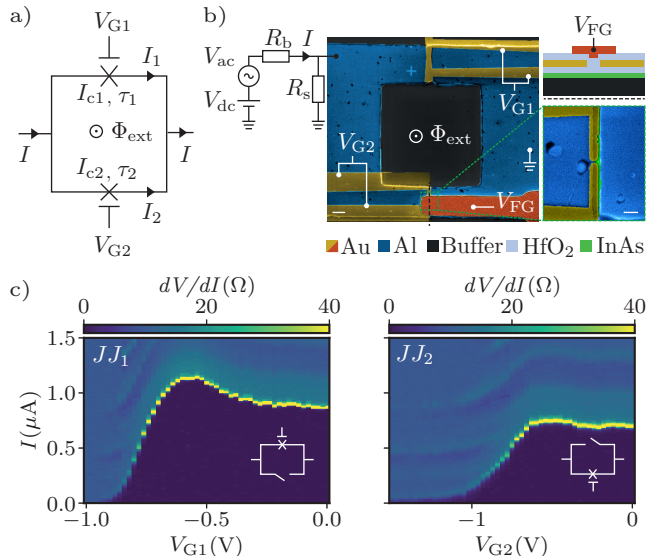 a)
V_G1
I_c1, τ_1
I_1
Φ_ext
I
I
I_c2, τ_2
I_2
V_G2
b)
V_ac
R_b
I
V_dc
R_s
V_G1
Φ_ext
V_G2
V_FG
V_FG
Au Al Buffer HfO_2 InAs
c)
dV/dI(Ω)
0 20 40
JJ_1
I(μA)
1.5
1.0
0.5
0.0
−1.0 −0.5 0.0
V_G1(V)
dV/dI(Ω)
0 20 40
JJ_2
−1 0
V_G2(V)